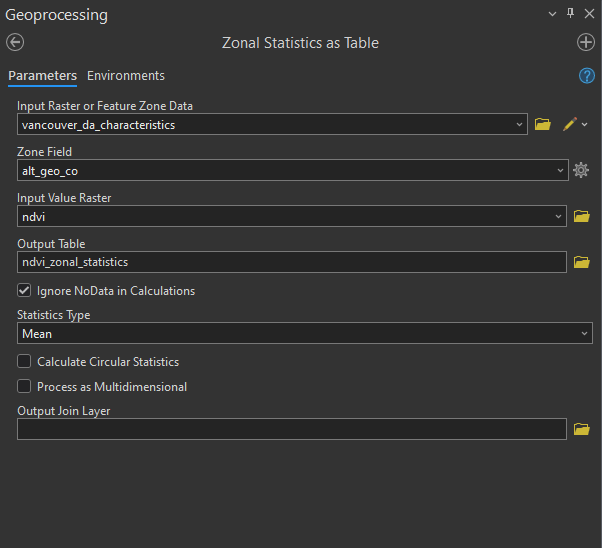 Geoprocessing
Zonal Statistics as Table
Parameters Environments
Input Raster or Feature Zone Data
vancouver_da_characteristics
Zone Field
alt_geo_co
Input Value Raster
ndvi
Output Table
ndvi_zonal_statistics
Ignore NoData in Calculations
Statistics Type
Mean
Calculate Circular Statistics
Process as Multidimensional
Output Join Layer